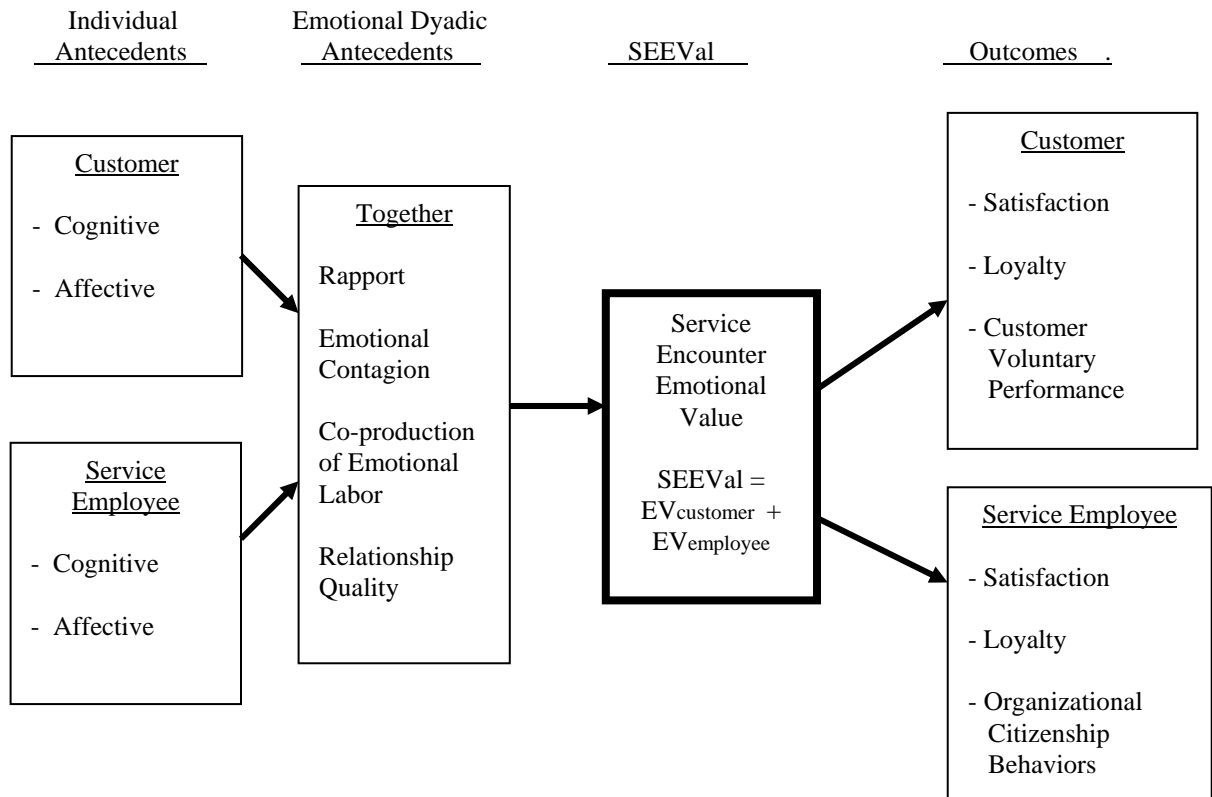 Individual
Antecedents
Emotional Dyadic
Antecedents
SEEVal
Outcomes .
Customer
- Cognitive
- Affective
Service
Employee
- Cognitive
- Affective
Together
Rapport
Emotional
Contagion
Co-production
of Emotional
Labor
Relationship
Quality
Service
Encounter
Emotional
Value
SEEVal =
EVcustomer +
EVemployee
Customer
- Satisfaction
- Loyalty
- Customer
Voluntary
Performance
Service Employee
- Satisfaction
- Loyalty
- Organizational
Citizenship
Behaviors